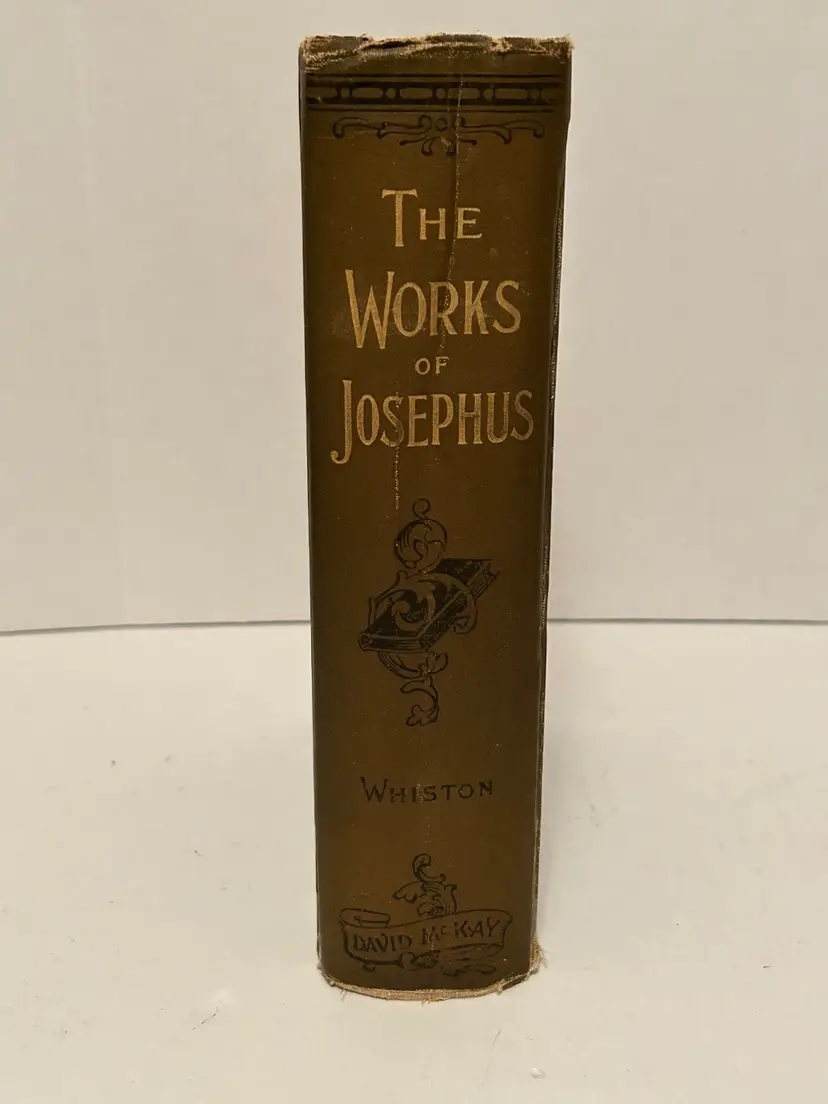 THE
WORKS
OF
JOSEPHUS
WHISTON
DAVID MCKAY